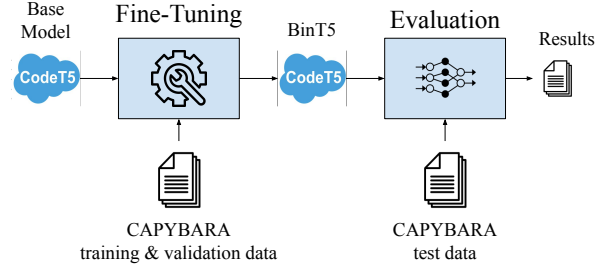 Base
Model
Fine-Tuning
BinT5
Evaluation
Results
CodeT5
CodeT5
CAPYBARA
training & validation data
CAPYBARA
test data